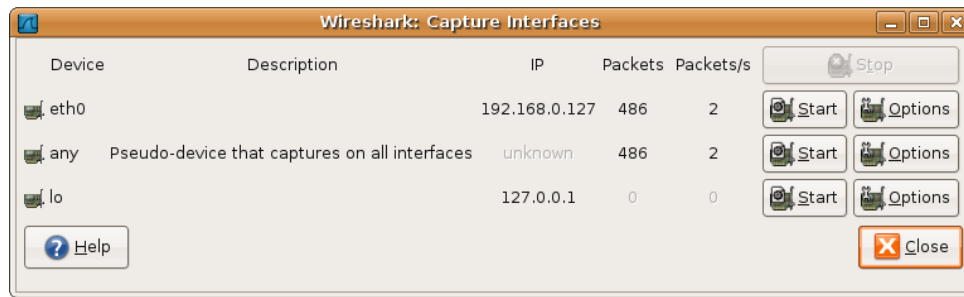 Wireshark: Capture Interfaces
Device Description IP Packets Packets/s Stop
eth0 192.168.0.127 486 2 Start Options
any Pseudo-device that captures on all interfaces unknown 486 2 Start Options
lo 127.0.0.1 0 0 Start Options
Help Close